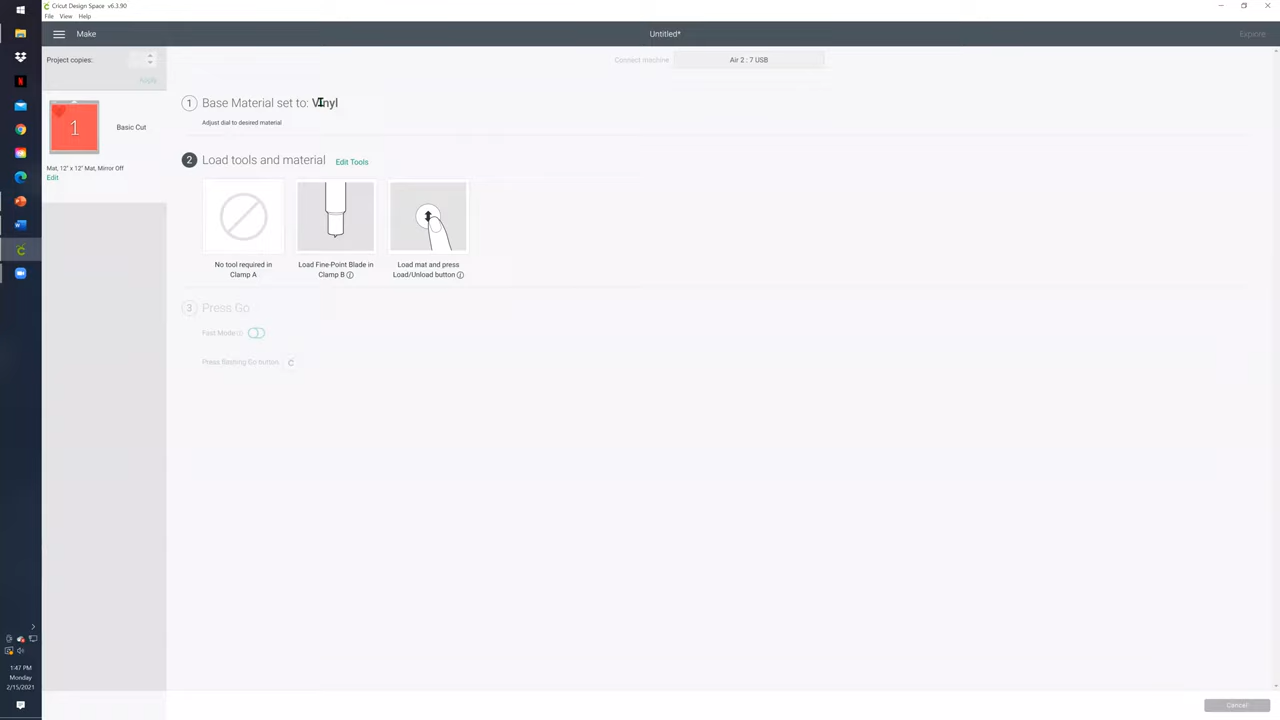 Cricut Design Space v6.3.90
File View Help
Make
Untitled*
Explore
Project copies:
Apply
Connect machine
Air 2 : 7 USB
1 Base Material set to: Vinyl
Adjust dial to desired material
1
Basic Cut
Mat, 12" x 12" Mat, Mirror Off
Edit
2 Load tools and material Edit Tools
No tool required in
Clamp A
Load Fine-Point Blade in
Clamp B
Load mat and press
Load/Unload button
3 Press Go
Fast Mode
Press flashing Go button.
1:47 PM
Monday
2/15/2021
Cancel